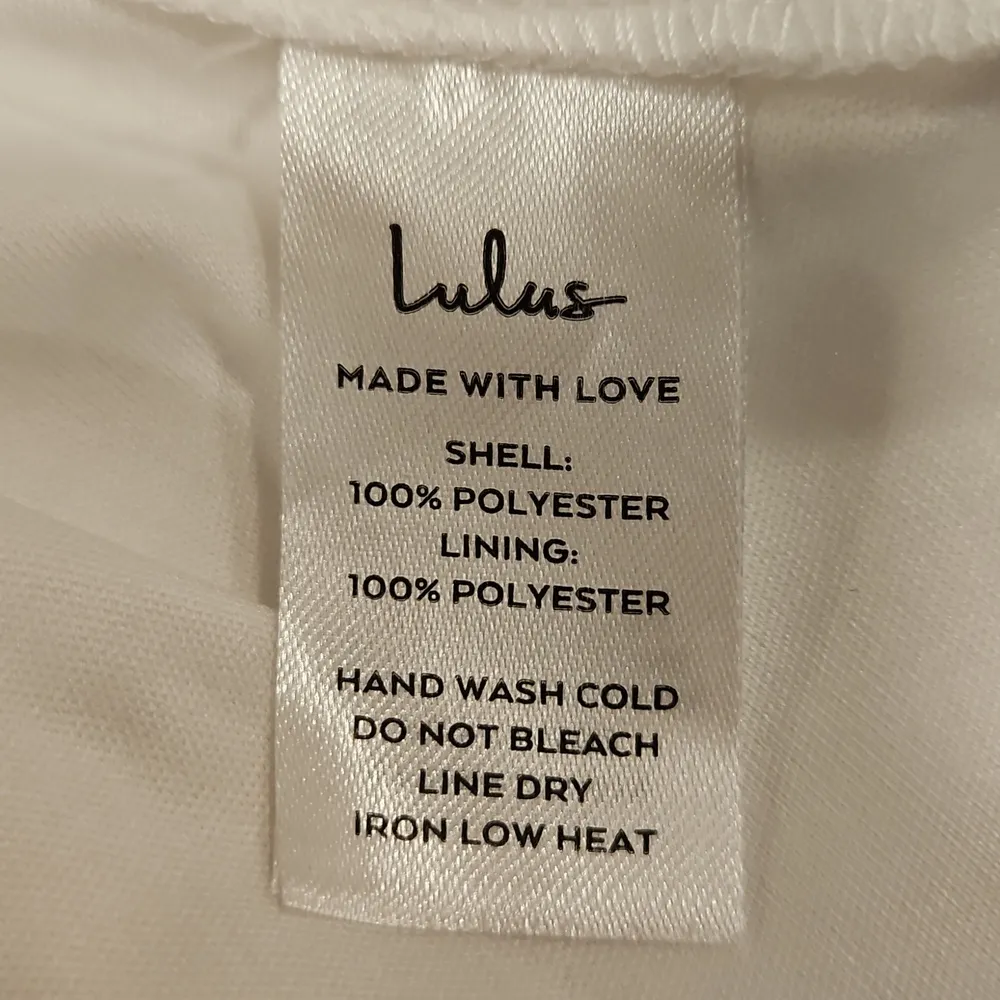 Lulus
MADE WITH LOVE
SHELL:
100% POLYESTER
LINING:
100% POLYESTER
HAND WASH COLD
DO NOT BLEACH
LINE DRY
IRON LOW HEAT